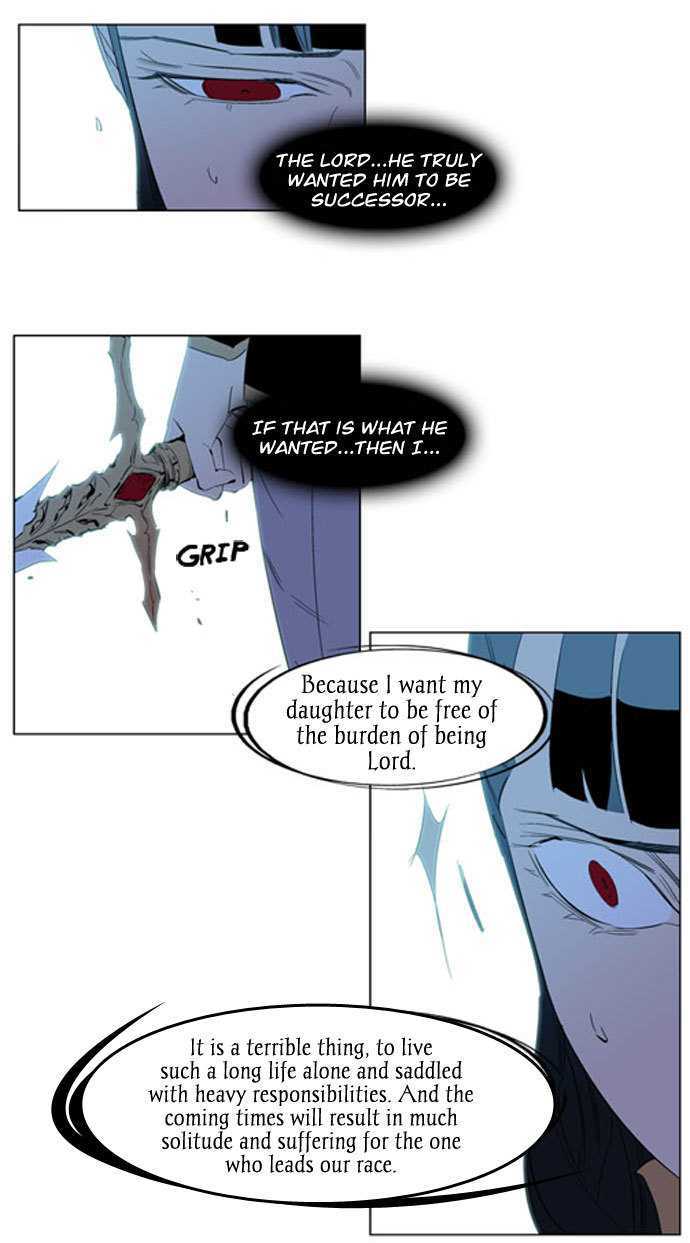 THE LORD...HE TRULY
WANTED HIM TO BE
SUCCESSOR...
IF THAT IS WHAT HE
WANTED...THEN I...
GRIP
Because I want my
daughter to be free of
the burden of being
Lord.
It is a terrible thing, to live
such a long life alone and saddled
with heavy responsibilities. And the
coming times will result in much
solitude and suffering for the one
who leads our race.